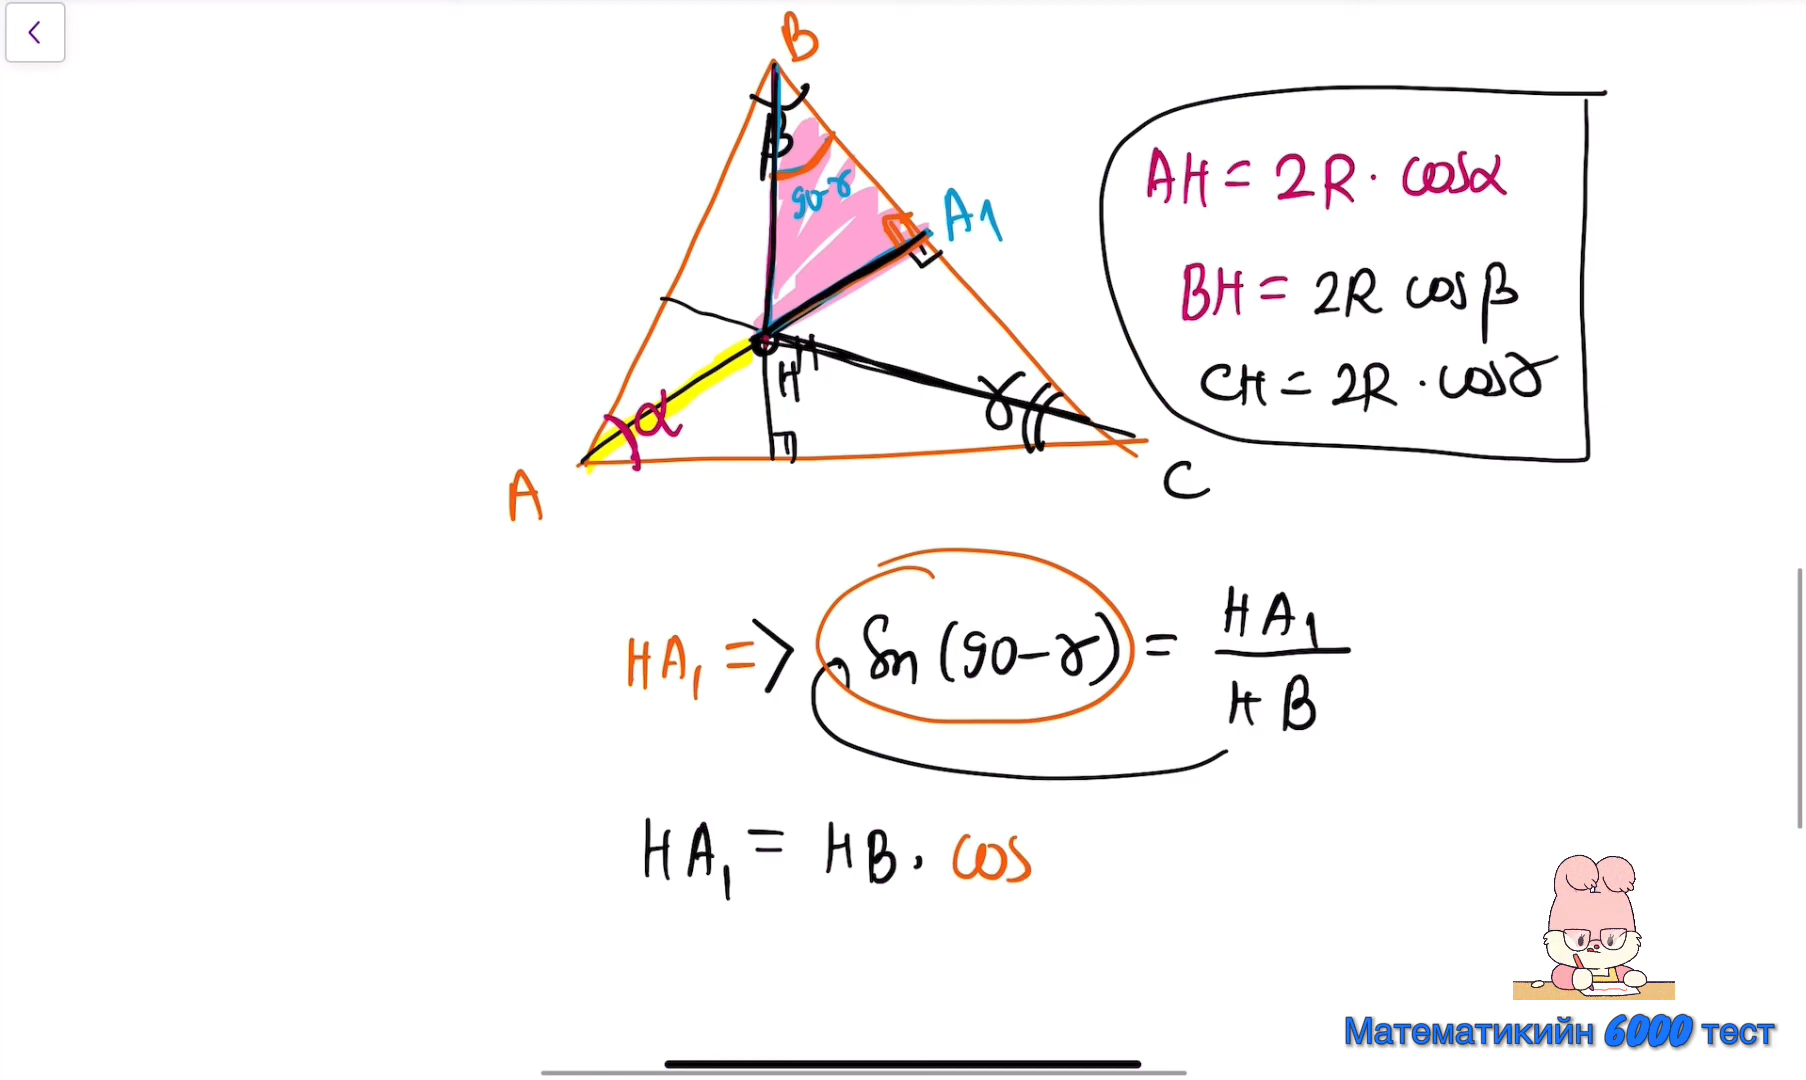 B
β
90-γ
A1
H
α
γ
A
C
AH = 2R · cosα
BH = 2R cosβ
CH = 2R · cosγ
HA₁ => Sin (90-γ) = HA₁ / HB
HA₁ = HB · cos
Математикийн 6000 тест